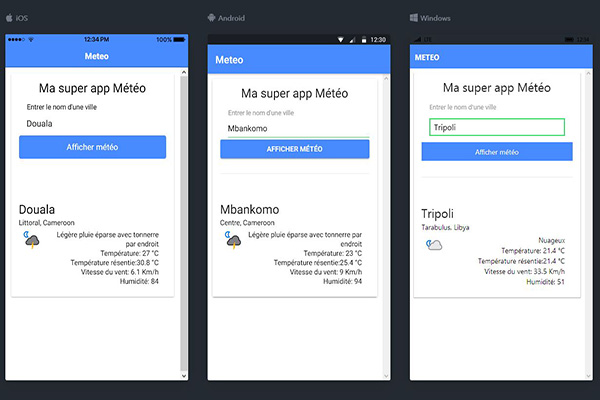 iOS
12:34 PM
100%
Meteo
Ma super app Météo
Entrer le nom d'une ville
Douala
Afficher météo
Douala
Littoral, Cameroon
Légère pluie éparse avec tonnerre
par endroit
Température: 27 °C
Température résentie:30.8 °C
Vitesse du vent: 6.1 Km/h
Humidité: 84
Android
12:30
Meteo
Ma super app Météo
Entrer le nom d'une ville
Mbankomo
AFFICHER MÉTÉO
Mbankomo
Centre, Cameroon
Légère pluie éparse avec tonnerre
par endroit
Température: 23 °C
Température résentie:25.4 °C
Vitesse du vent: 9 Km/h
Humidité: 94
Windows
LTE
METEO
Ma super app Météo
Entrer le nom d'une ville
Tripoli
Afficher météo
Tripoli
Tarabulus, Libya
Nuageux
Température: 21.4 °C
Température résentie:21.4 °C
Vitesse du vent: 33.5 Km/h
Humidité: 51